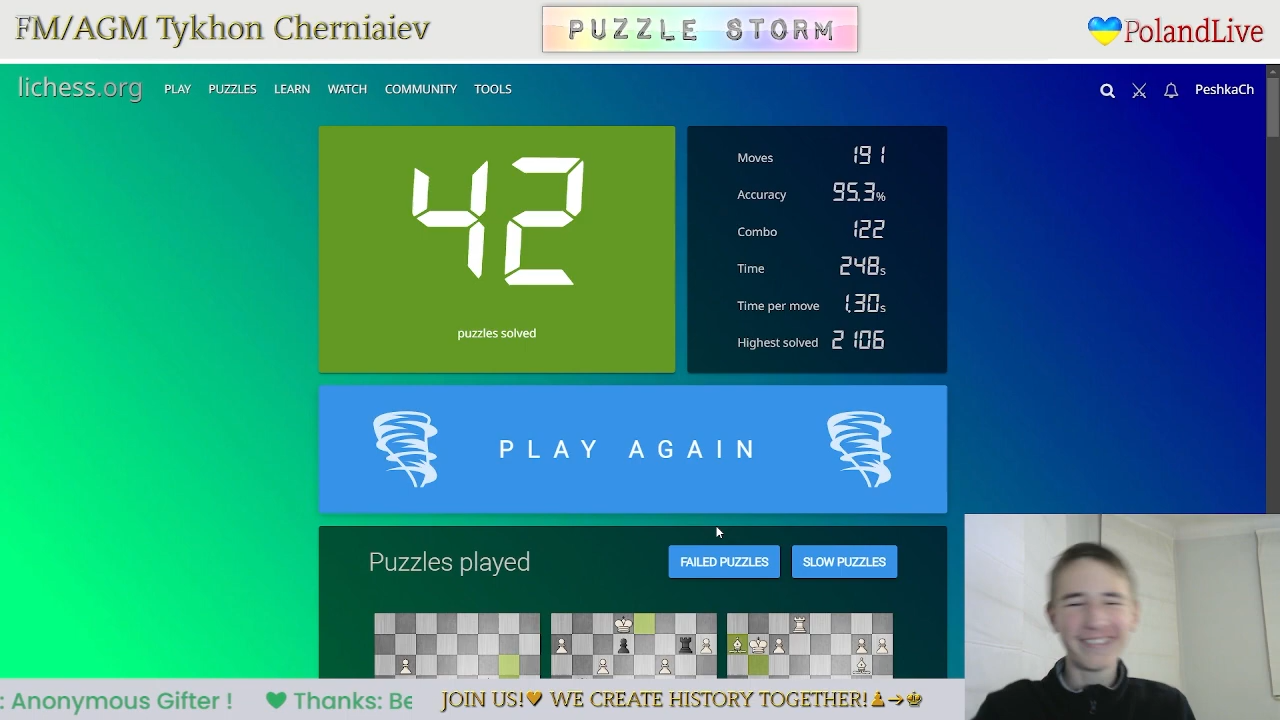 FM/AGM Tykhon Cherniaiev
PUZZLE STORM
PolandLive
lichess.org PLAY PUZZLES LEARN WATCH COMMUNITY TOOLS PeshkaCh
42
puzzles solved
Moves 191
Accuracy 95.3%
Combo 122
Time 248s
Time per move 1.30s
Highest solved 2106
PLAY AGAIN
Puzzles played
FAILED PUZZLES
SLOW PUZZLES
: Anonymous Gifter ! Thanks: Be
JOIN US! WE CREATE HISTORY TOGETHER!